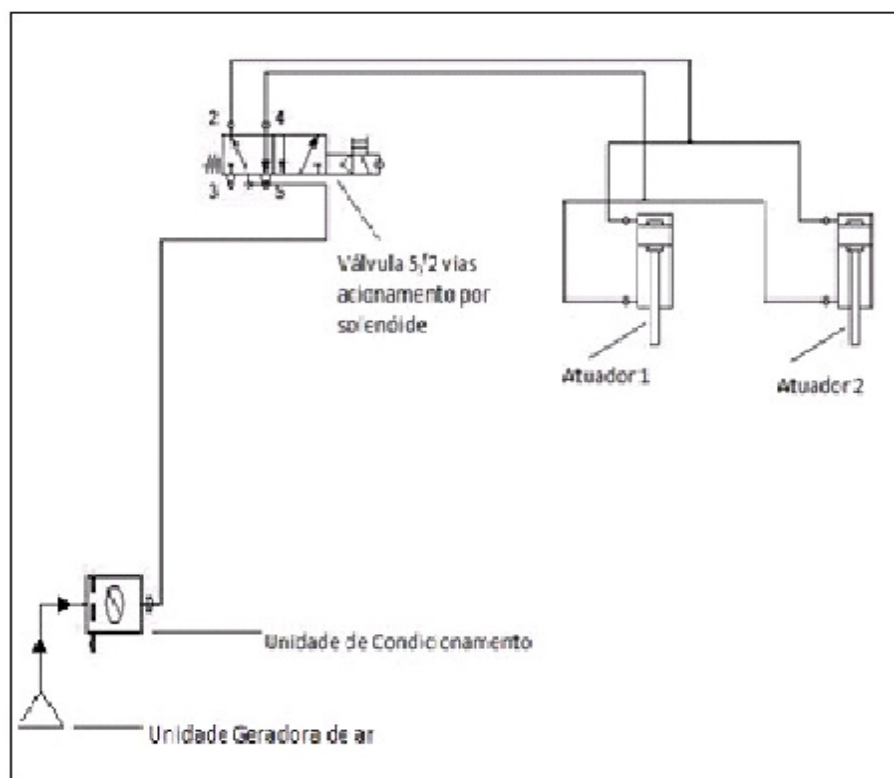 2 4
3 5
Válvula 5/2 vias
acionamento por
solenóide
Atuador 1
Atuador 2
Unidade de Condicionamento
Unidade Geradora de ar